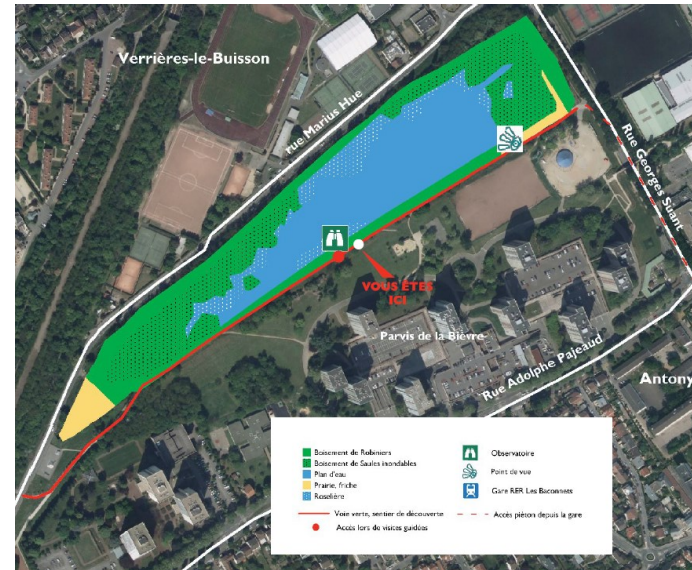 Verrières-le-Buisson
rue Marius Hue
Rue Georges Suant
VOUS ÊTES
ICI
Parvis de la Bièvre
Rue Adolphe Pajeaud
Antony
Boisement de Robiniers
Boisement de Saules inondables
Plan d'eau
Prairie, friche
Roselière
Observatoire
Point de vue
Gare RER Les Baconnets
Voie verte, sentier de découverte
Accès piéton depuis la gare
Accès lors de visites guidées